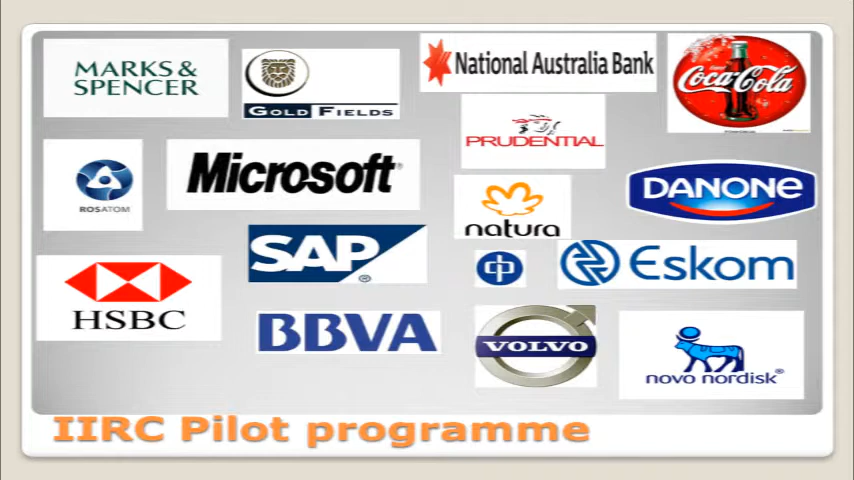 MARKS &
SPENCER
GOLD FIELDS
National Australia Bank
Coca-Cola
PRUDENTIAL
ROSATOM
Microsoft®
natura
DANONE
SAP®
Eskom
HSBC
BBVA
VOLVO
novo nordisk®
IIRC Pilot programme